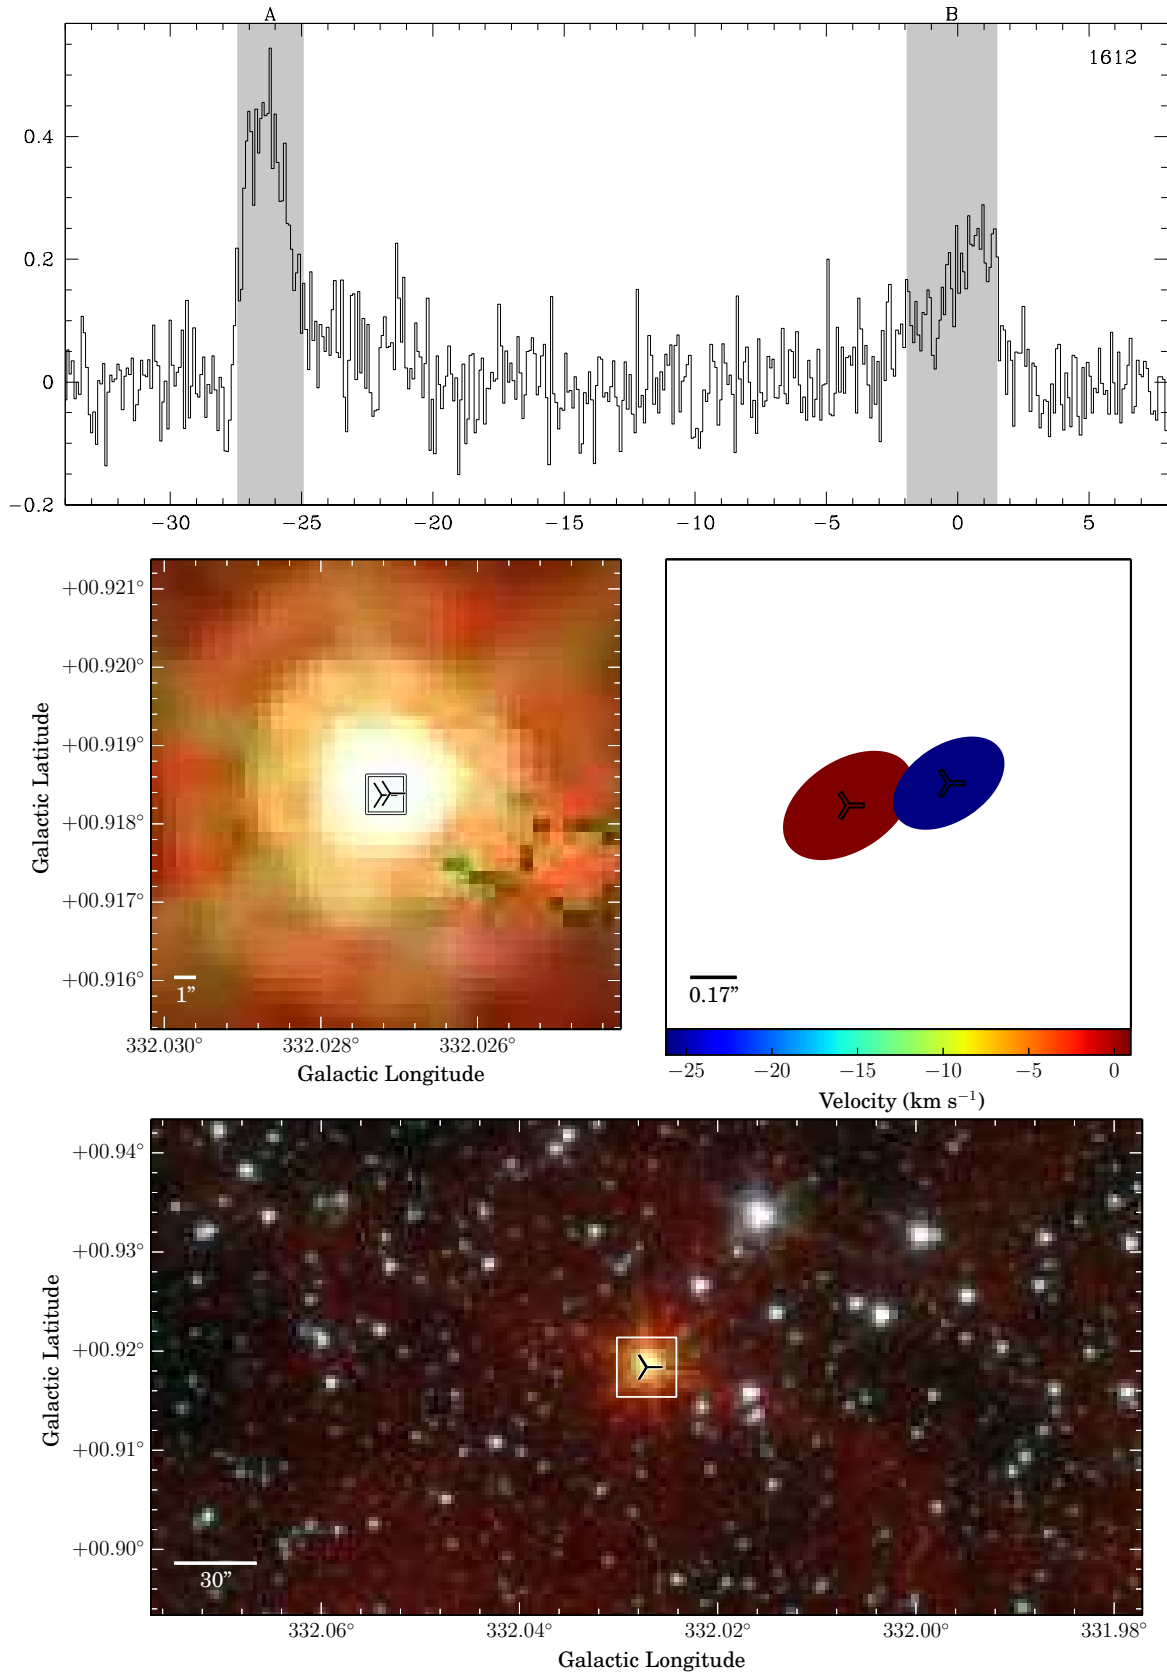 A B
1612
0.4
0.2
0
−0.2
−30 −25 −20 −15 −10 −5 0 5
+00.921°
+00.920°
+00.919°
+00.918°
+00.917°
+00.916°
Galactic Latitude
1”
332.030° 332.028° 332.026°
Galactic Longitude
0.17”
−25 −20 −15 −10 −5 0
Velocity (km s⁻¹)
+00.94°
+00.93°
+00.92°
+00.91°
+00.90°
Galactic Latitude
30”
332.06° 332.04° 332.02° 332.00° 331.98°
Galactic Longitude